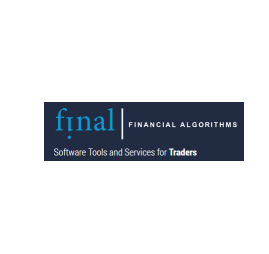 final
FINANCIAL ALGORITHMS
Software Tools and Services for Traders